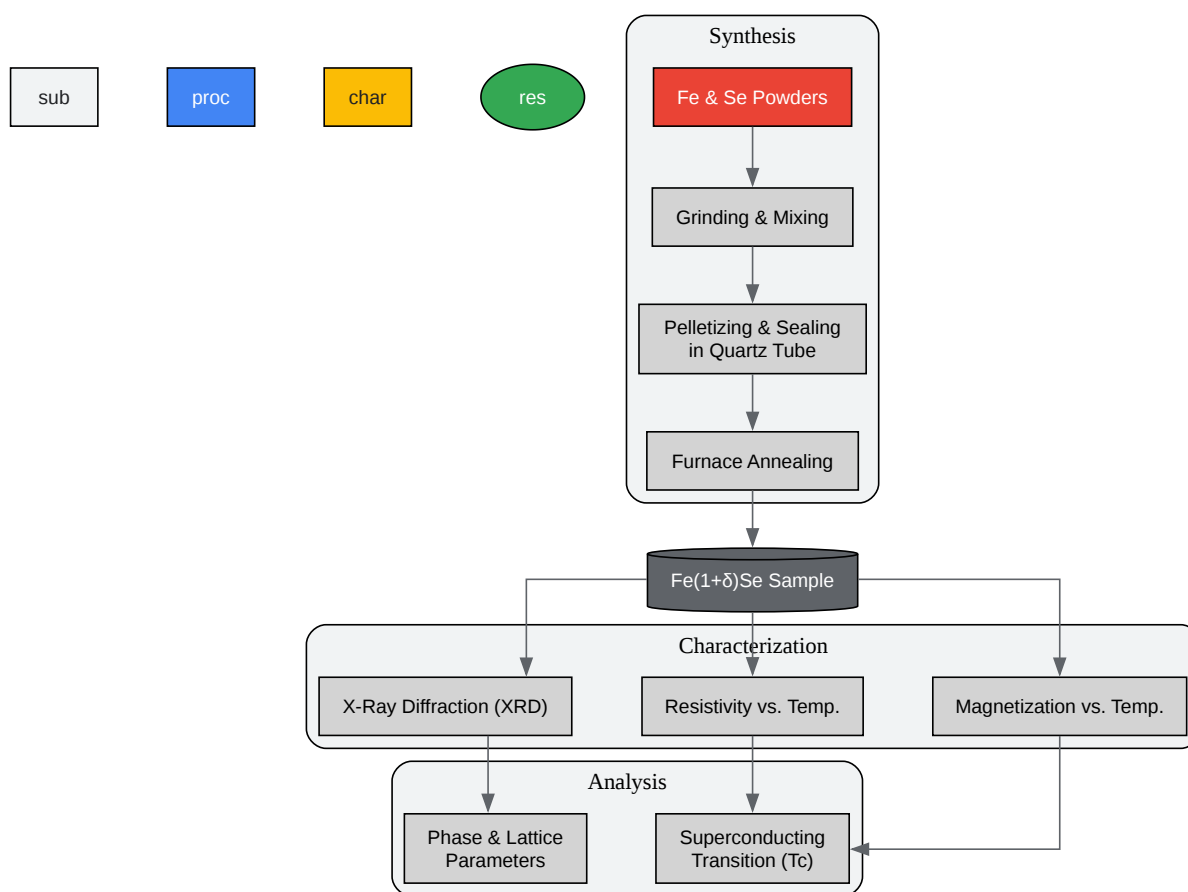 Synthesis
sub
proc
char
res
Fe & Se Powders
Grinding & Mixing
Pelletizing & Sealing
in Quartz Tube
Furnace Annealing
Fe(1+δ)Se Sample
Characterization
X-Ray Diffraction (XRD)
Resistivity vs. Temp.
Magnetization vs. Temp.
Analysis
Phase & Lattice
Parameters
Superconducting
Transition (Tc)